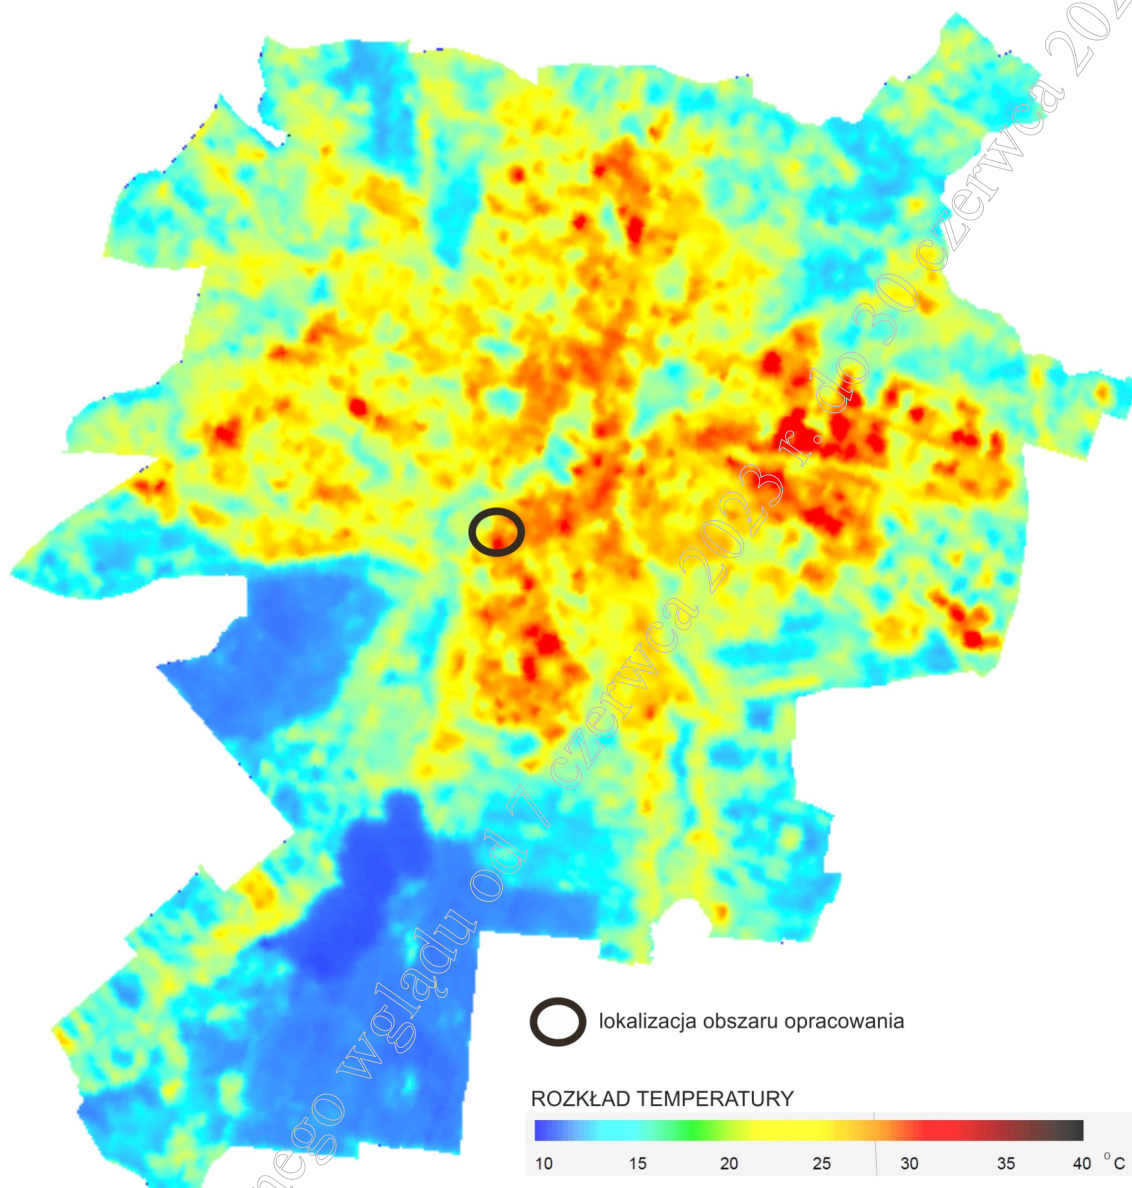 nego wglądu od 7 czerwca 2023 r. do 30 czerwca 202
lokalizacja obszaru opracowania
ROZKŁAD TEMPERATURY
10 15 20 25 30 35 40 °C